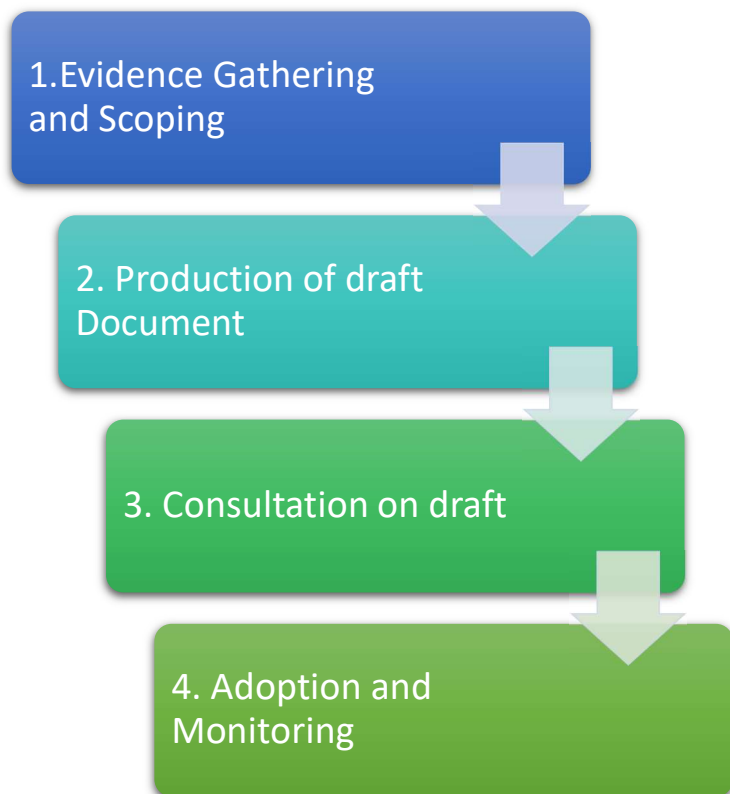 1.Evidence Gathering
and Scoping
2. Production of draft
Document
3. Consultation on draft
4. Adoption and
Monitoring